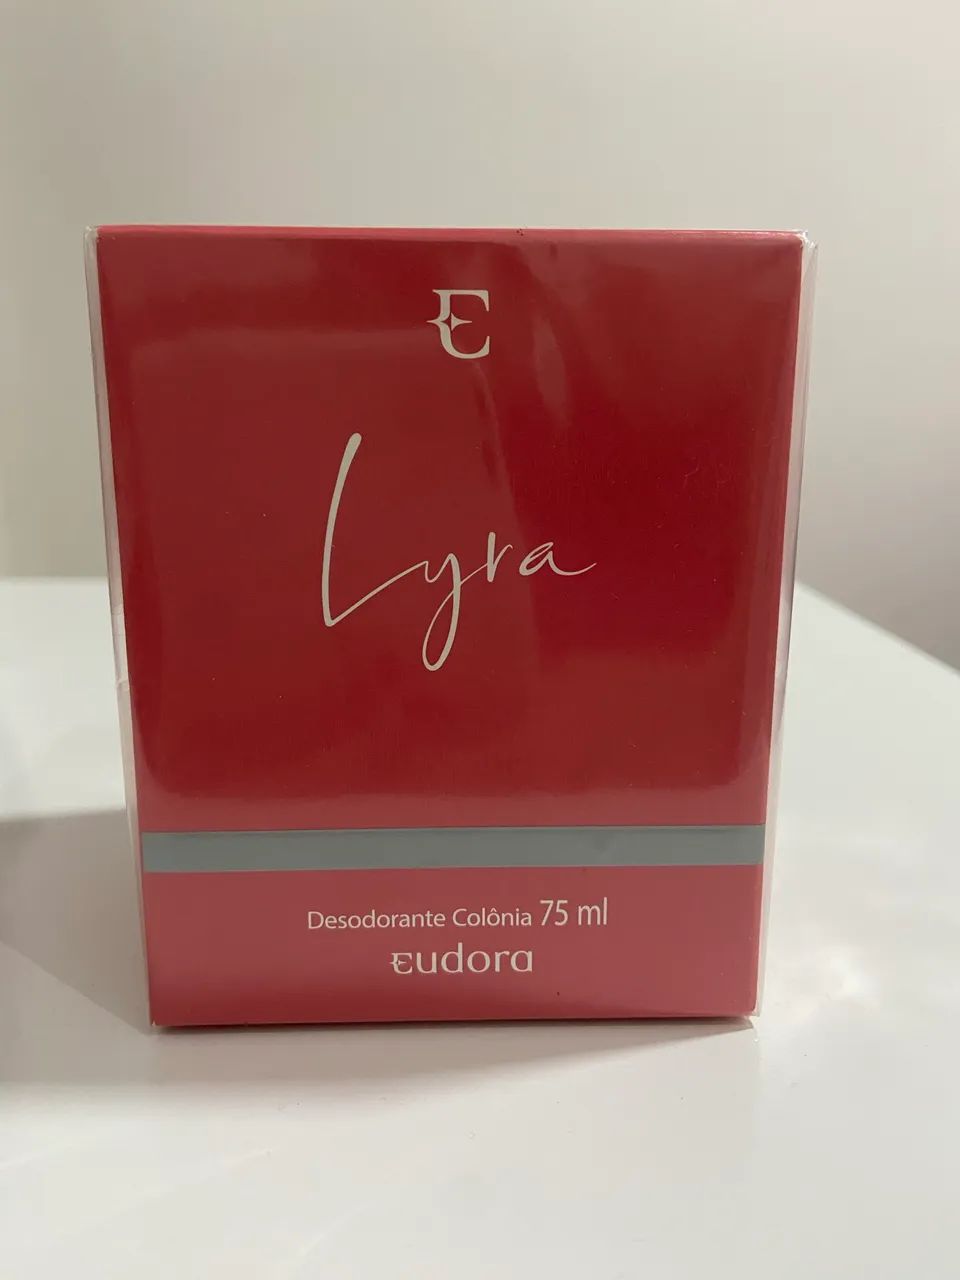 E
Lyra
Desodorante Colônia 75 ml
Eudora